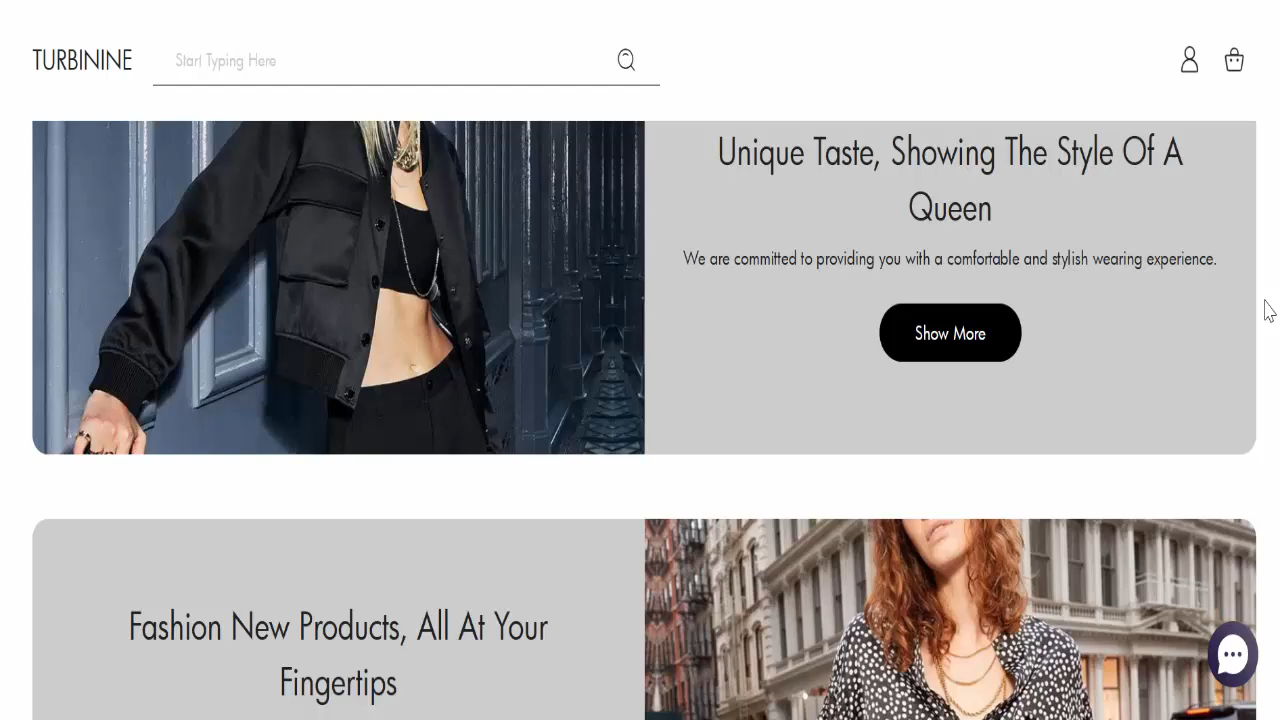 TURBININE
Start Typing Here
Unique Taste, Showing The Style Of A
Queen
We are committed to providing you with a comfortable and stylish wearing experience.
Show More
Fashion New Products, All At Your
Fingertips